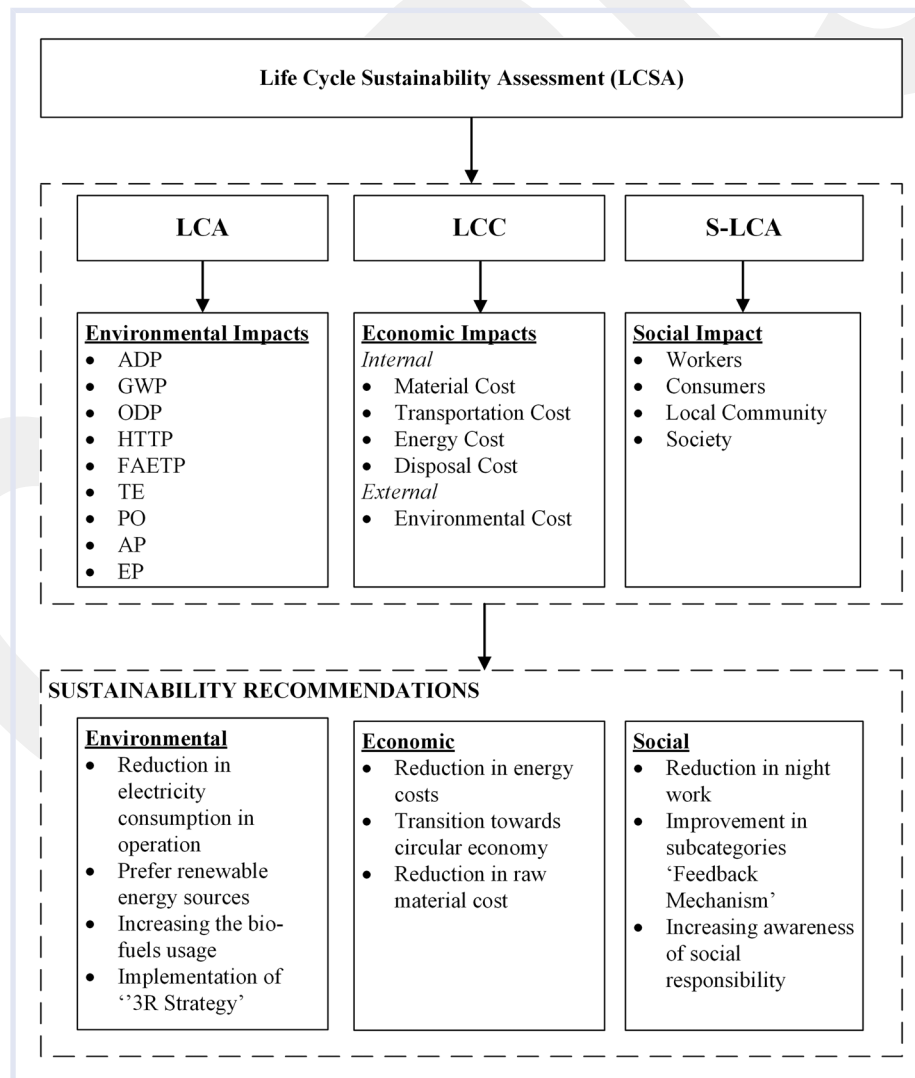 Life Cycle Sustainability Assessment (LCSA)
LCA
Environmental Impacts
• ADP
• GWP
• ODP
• HTTP
• FAETP
• TE
• PO
• AP
• EP
LCC
Economic Impacts
Internal
• Material Cost
• Transportation Cost
• Energy Cost
• Disposal Cost
External
• Environmental Cost
S-LCA
Social Impact
• Workers
• Consumers
• Local Community
• Society
SUSTAINABILITY RECOMMENDATIONS
Environmental
• Reduction in
electricity
consumption in
operation
• Prefer renewable
energy sources
• Increasing the bio-
fuels usage
• Implementation of
‘’3R Strategy’
Economic
• Reduction in energy
costs
• Transition towards
circular economy
• Reduction in raw
material cost
Social
• Reduction in night
work
• Improvement in
subcategories
‘Feedback
Mechanism’
• Increasing awareness
of social
responsibility